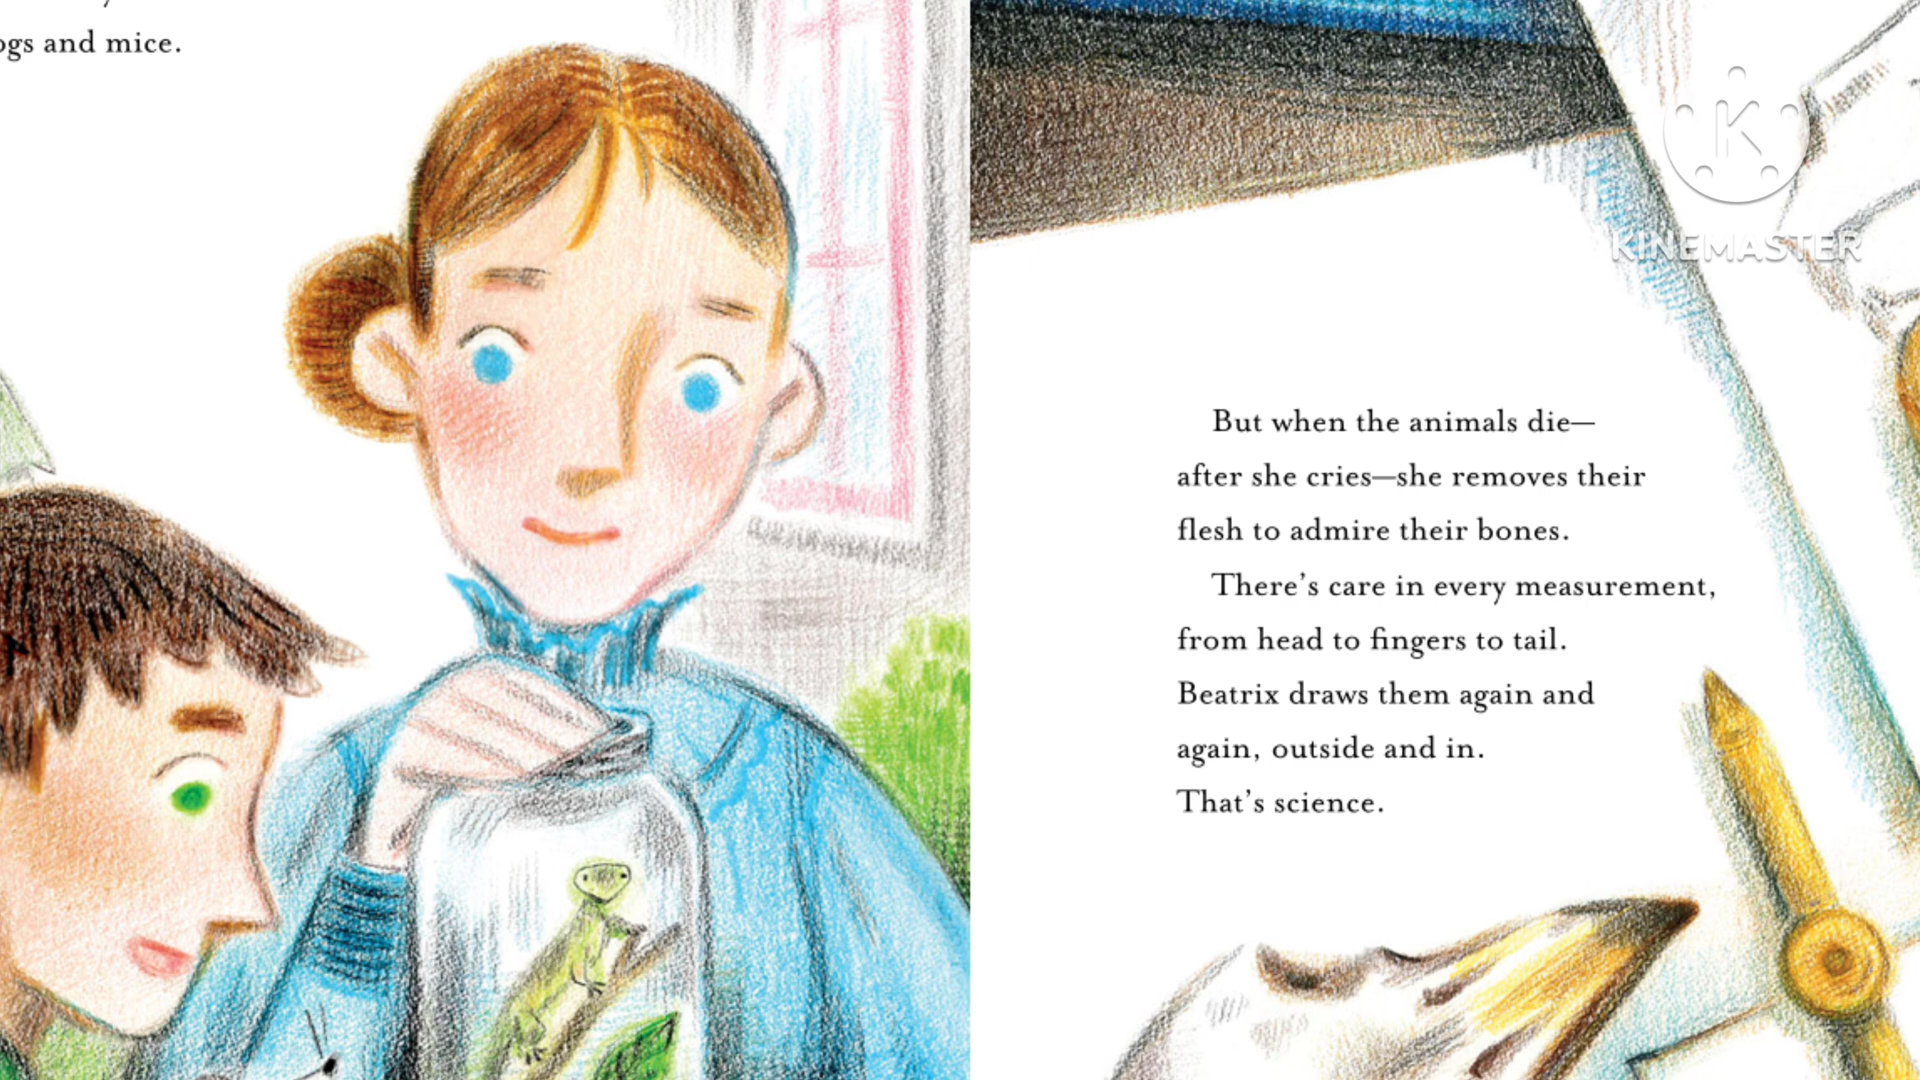 and mice.
But when the animals die—
after she cries—she removes their
flesh to admire their bones.
There's care in every measurement,
from head to fingers to tail.
Beatrix draws them again and
again, outside and in.
That's science.
K
KINEMASTER